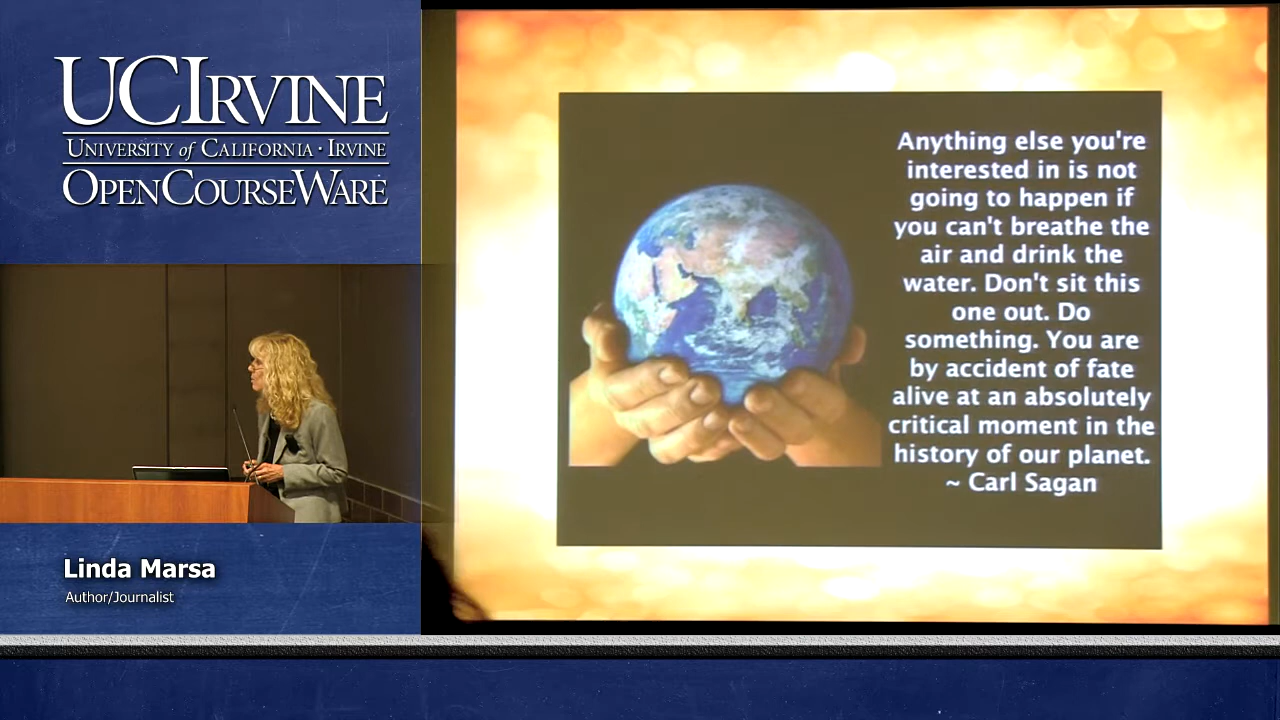 UCIRVINE
UNIVERSITY of CALIFORNIA · IRVINE
OPENCOURSEWARE
Linda Marsa
Author/Journalist
Anything else you're
interested in is not
going to happen if
you can't breathe the
air and drink the
water. Don't sit this
one out. Do
something. You are
by accident of fate
alive at an absolutely
critical moment in the
history of our planet.
~ Carl Sagan